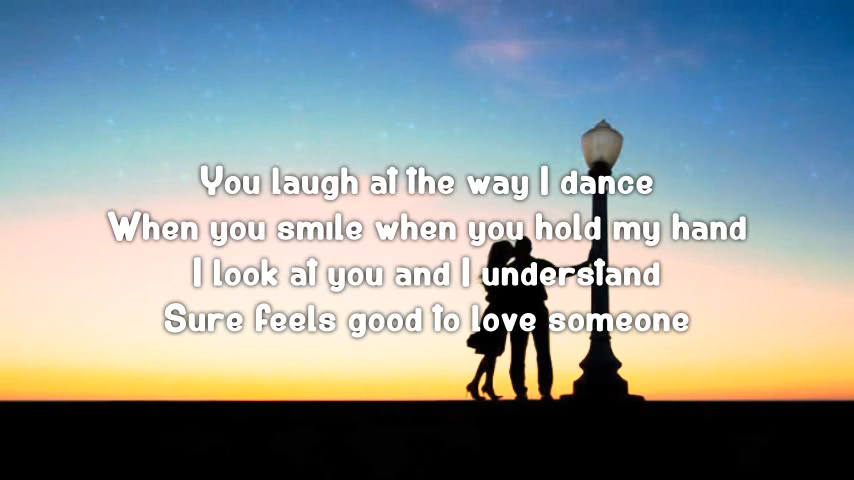 You laugh at the way I dance
When you smile when you hold my hand
I look at you and I understand
Sure feels good to love someone